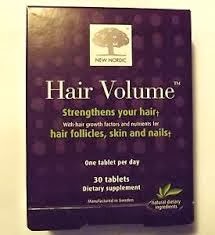 NEW NORDIC
Hair Volume™
Strengthens your hair†
With hair growth factors and nutrients for
hair follicles, skin and nails†
One tablet per day
30 tablets
Dietary supplement
Manufactured in Sweden
natural dietary
ingredients